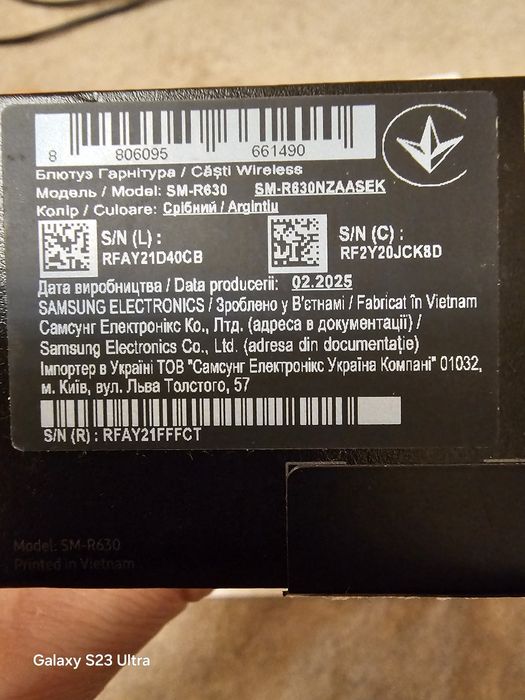 8 806095 661490
Блютуз Гарнітура / Căști Wireless
Модель / Model: SM-R630 SM-R630NZAASEK
Колір / Culoare: Срібний / Argintiu
S/N (L) :
RFAY21D40CB
S/N (C) :
RF2Y20JCK8D
Дата виробництва / Data producerii: 02.2025
SAMSUNG ELECTRONICS / Зроблено у В'єтнамі / Fabricat în Vietnam
Самсунг Електронікс Ко., Лтд. (адреса в документації) /
Samsung Electronics Co., Ltd. (adresa din documentație)
Імпортер в Україні ТОВ "Самсунг Електронікс Україна Компані" 01032,
м. Київ, вул. Льва Толстого, 57
S/N (R) : RFAY21FFFCT
Model: SM-R630
Printed in Vietnam
Galaxy S23 Ultra